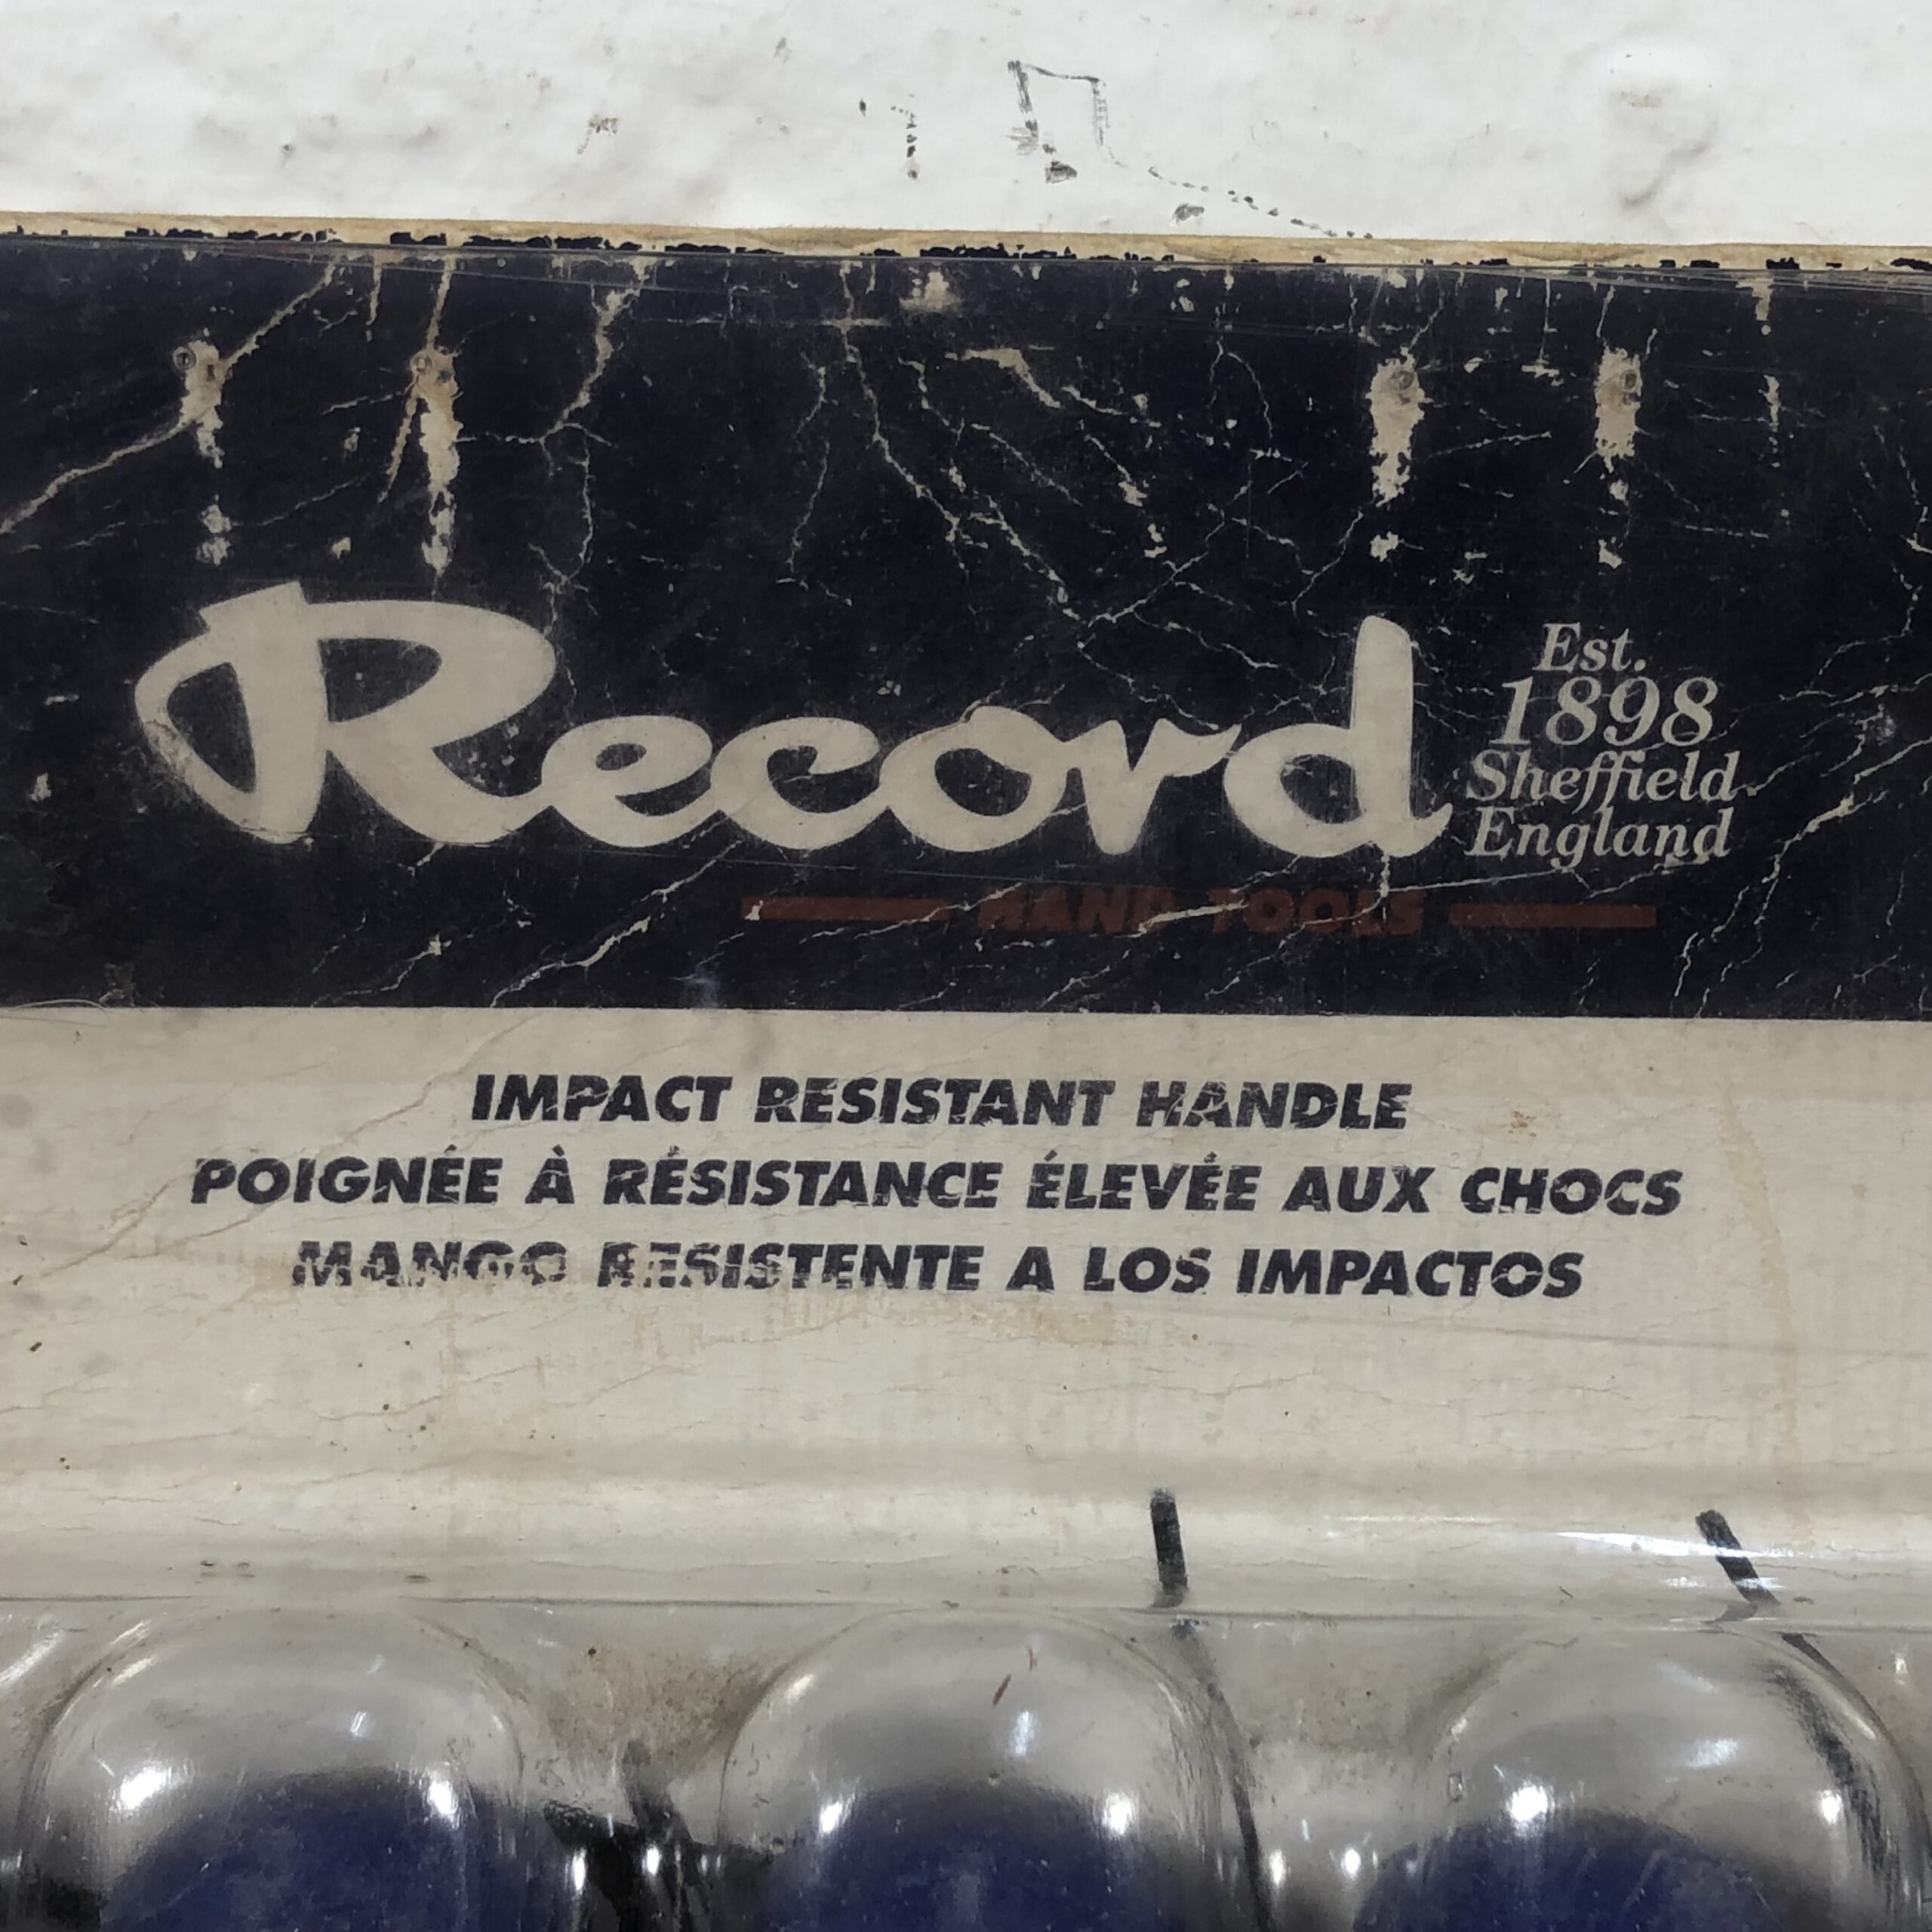 Record
Est.
1898
Sheffield
England
HAND TOOLS
IMPACT RESISTANT HANDLE
POIGNÉE À RÉSISTANCE ÉLEVÉE AUX CHOCS
MANGO RESISTENTE A LOS IMPACTOS